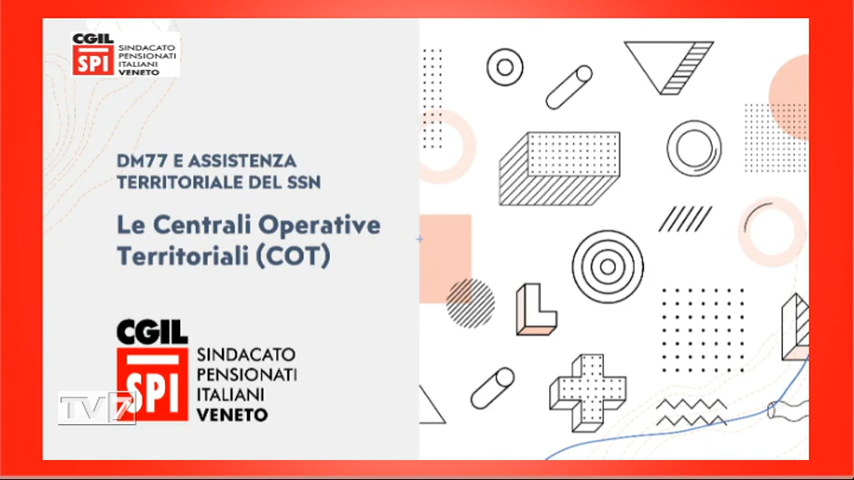 CGIL
SPI
SINDACATO
PENSIONATI
ITALIANI
VENETO
DM77 E ASSISTENZA
TERRITORIALE DEL SSN
Le Centrali Operative
Territoriali (COT)
CGIL
SPI
SINDACATO
PENSIONATI
ITALIANI
VENETO
TV7